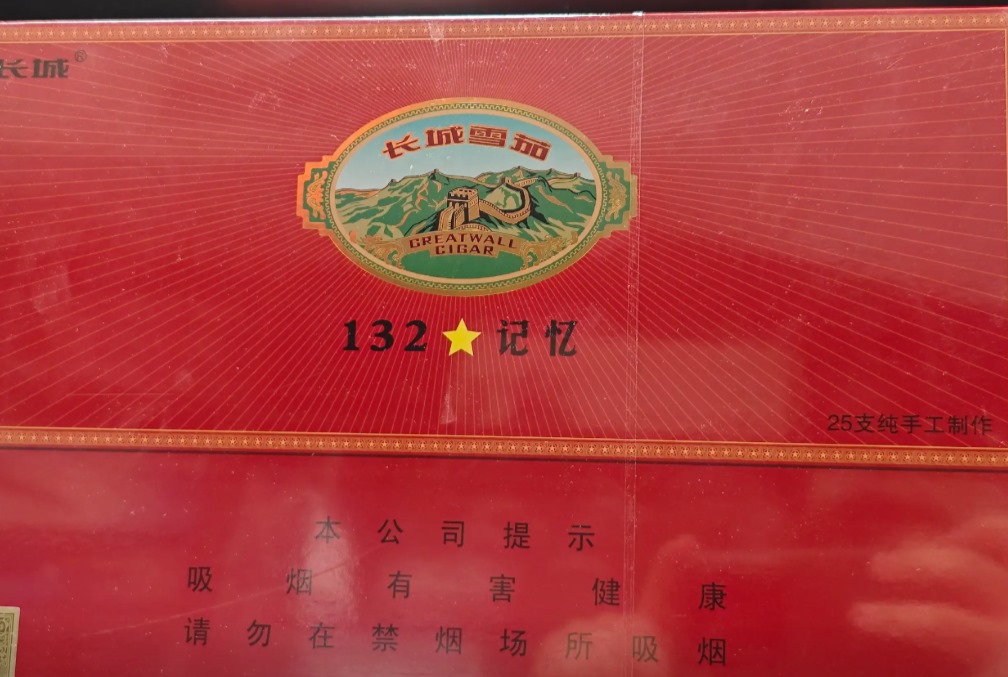 长城®
长城雪茄
GREATWALL
CIGAR
132★记忆
25支纯手工制作
本公司提示
吸烟有害健康
请勿在禁烟场所吸烟